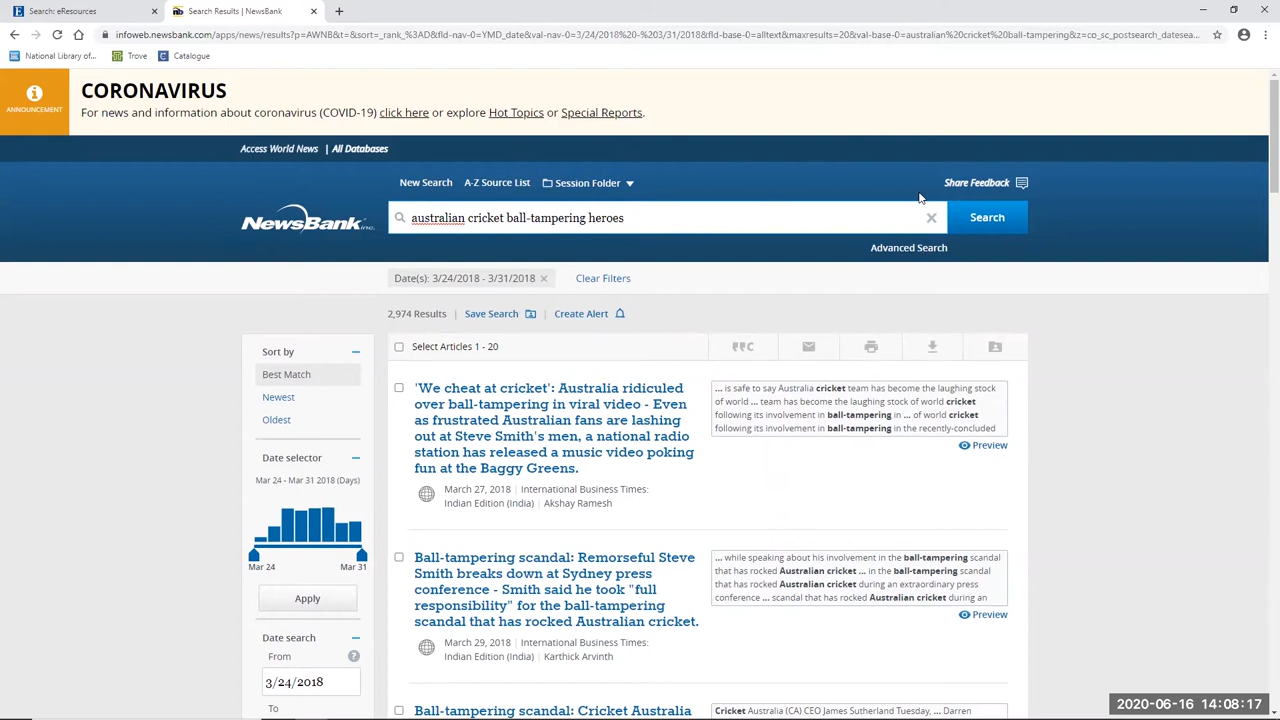 Search: eResources
Search Results | NewsBank
infoweb.newsbank.com/apps/news/results?p=AWNB&t=&sort=_rank_%3AD&fld-nav-0=YMD_date&val-nav-0=3/24/2018%20-%203/31/2018&fld-base-0=alltext&maxresults=20&val-base-0=australian%20cricket%20ball-tampering&z=co_sc_postsearch_datesea...
National Library of...
Trove
Catalogue
ANNOUNCEMENT
CORONAVIRUS
For news and information about coronavirus (COVID-19) click here or explore Hot Topics or Special Reports.
Access World News | All Databases
New Search
A-Z Source List
Session Folder
Share Feedback
NewsBank, inc.
australian cricket ball-tampering heroes
Search
Advanced Search
Date(s): 3/24/2018 - 3/31/2018
Clear Filters
2,974 Results | Save Search | Create Alert
Sort by
Best Match
Newest
Oldest
Date selector
Mar 24 - Mar 31 2018 (Days)
Mar 24
Mar 31
Apply
Date search
From
3/24/2018
To
Select Articles 1 - 20
'We cheat at cricket': Australia ridiculed
over ball-tampering in viral video - Even
as frustrated Australian fans are lashing
out at Steve Smith's men, a national radio
station has released a music video poking
fun at the Baggy Greens.
March 27, 2018 | International Business Times:
Indian Edition (India) | Akshay Ramesh
... is safe to say Australia cricket team has become the laughing stock
of world ... team has become the laughing stock of world cricket
following its involvement in ball-tampering in ... of world cricket
following its involvement in ball-tampering in the recently-concluded
Preview
Ball-tampering scandal: Remorseful Steve
Smith breaks down at Sydney press
conference - Smith said he took "full
responsibility" for the ball-tampering
scandal that has rocked Australian cricket.
March 29, 2018 | International Business Times:
Indian Edition (India) | Karthick Arvinth
... while speaking about his involvement in the ball-tampering scandal
that has rocked Australian cricket ... in the ball-tampering scandal
that has rocked Australian cricket during an extraordinary press
conference ... scandal that has rocked Australian cricket during an
Preview
Ball-tampering scandal: Cricket Australia
Cricket Australia (CA) CEO James Sutherland Tuesday, ... Darren
2020-06-16 14:08:17